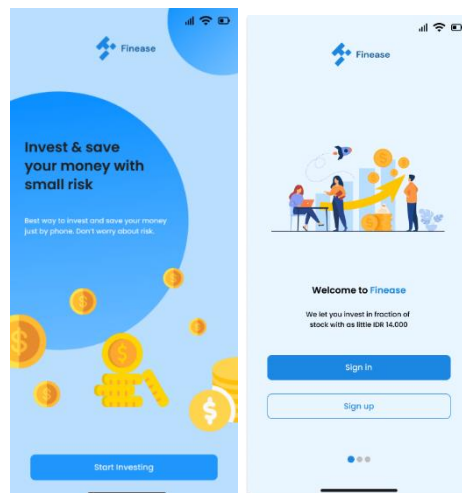 Finease
Invest & save
your money with
small risk
Best way to invest and save your money
just by phone. Don't worry about risk.
$
$
$
$
$
$
Start Investing
Finease
Welcome to Finease
We let you invest in fraction of
stock with as little IDR 14.000
Sign in
Sign up